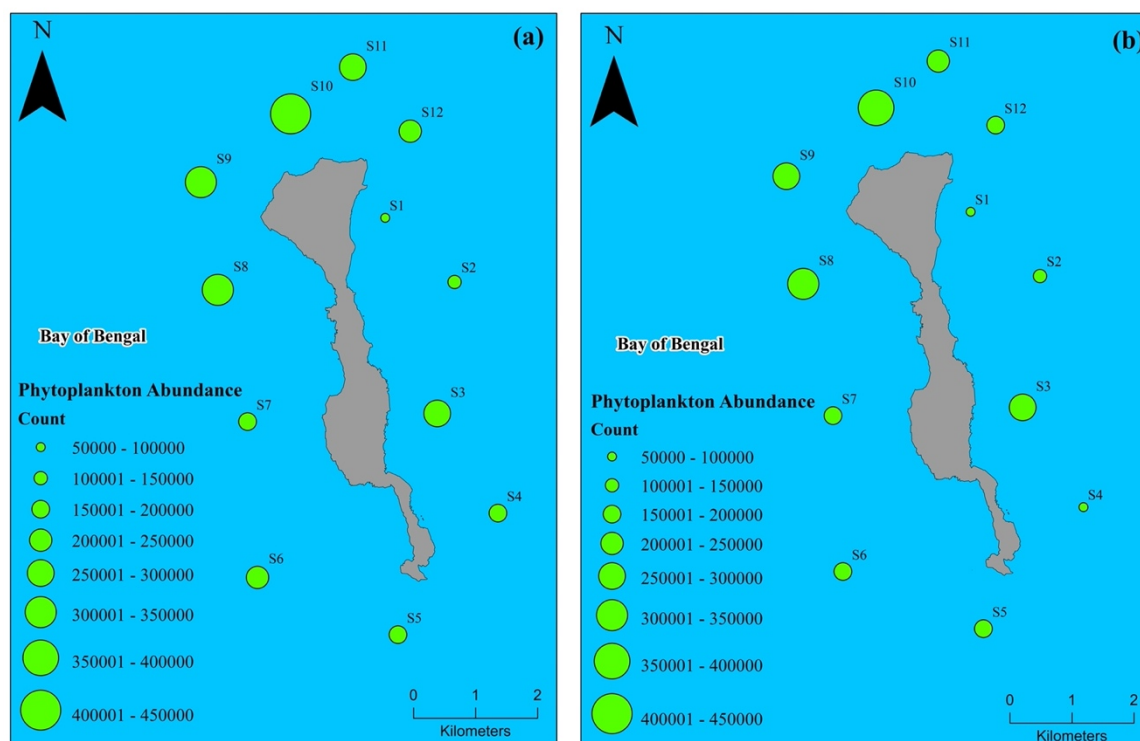 N
(a)
S11
S10
S12
S9
S1
S2
S8
Bay of Bengal
Phytoplankton Abundance
Count
S7
S3
50000 - 100000
100001 - 150000
150001 - 200000
S4
200001 - 250000
250001 - 300000
S6
300001 - 350000
S5
350001 - 400000
400001 - 450000
0 1 2
Kilometers
N
(b)
S11
S10
S12
S9
S1
S2
S8
Bay of Bengal
Phytoplankton Abundance
Count
S7
S3
50000 - 100000
100001 - 150000
150001 - 200000
S4
200001 - 250000
250001 - 300000
S6
300001 - 350000
S5
350001 - 400000
400001 - 450000
0 1 2
Kilometers